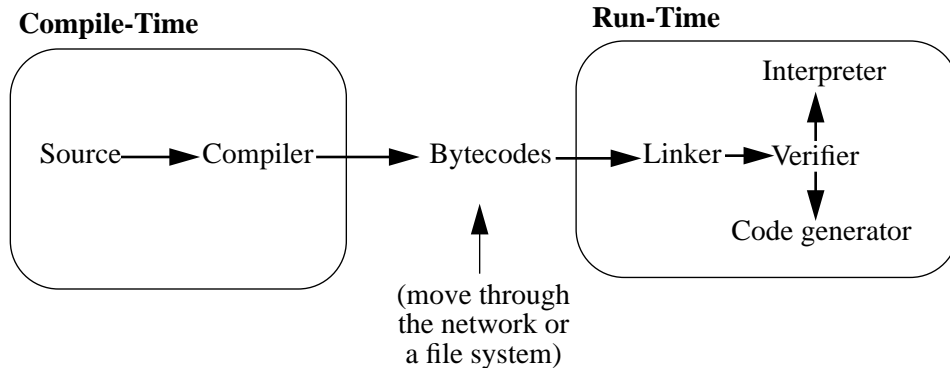 Compile-Time
Run-Time
Interpreter
Source
Compiler
Bytecodes
Linker
Verifier
Code generator
(move through
the network or
a file system)